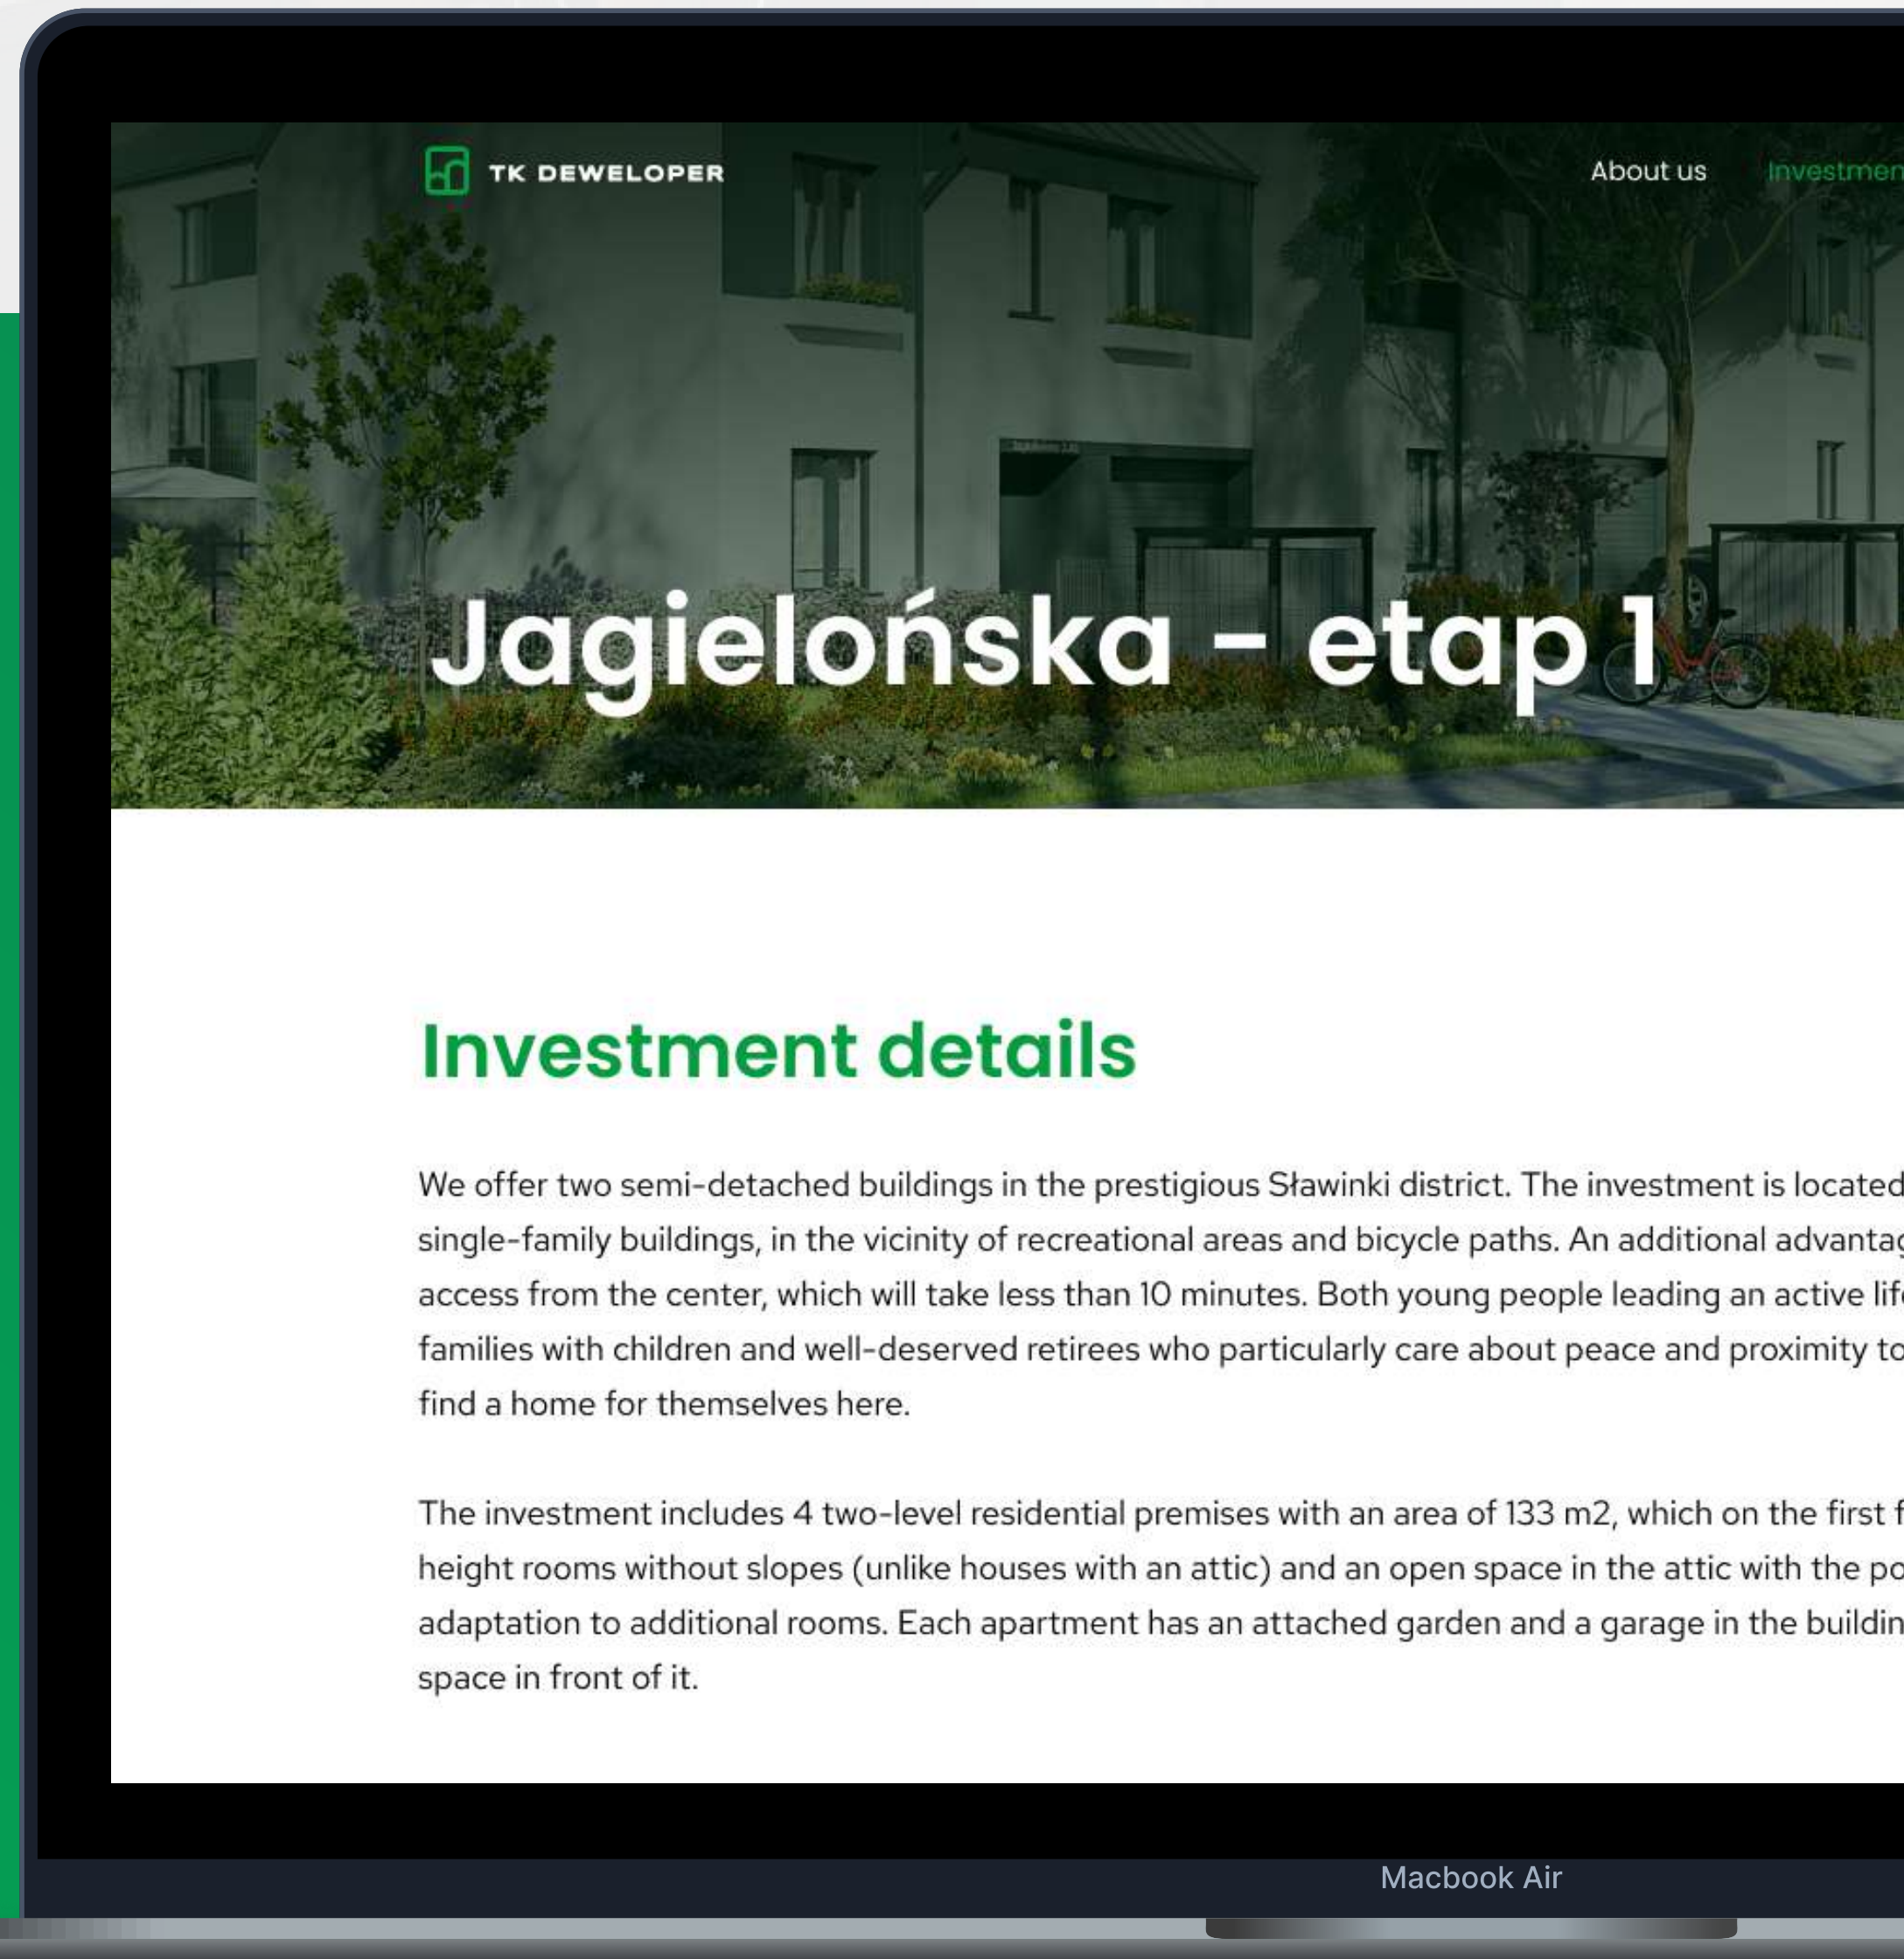 TK DEWELOPER
About us
Jagielońska - etap 1
Investment details
We offer two semi-detached buildings in the prestigious Sławinki district. The investment is located
single-family buildings, in the vicinity of recreational areas and bicycle paths. An additional
access from the center, which will take less than 10 minutes. Both young people leading an active
families with children and well-deserved retirees who particularly care about peace and proximity to
find a home for themselves here.
The investment includes 4 two-level residential premises with an area of 133 m2, which on the first
height rooms without slopes (unlike houses with an attic) and an open space in the attic with the
adaptation to additional rooms. Each apartment has an attached garden and a garage in the
space in front of it.
Macbook Air